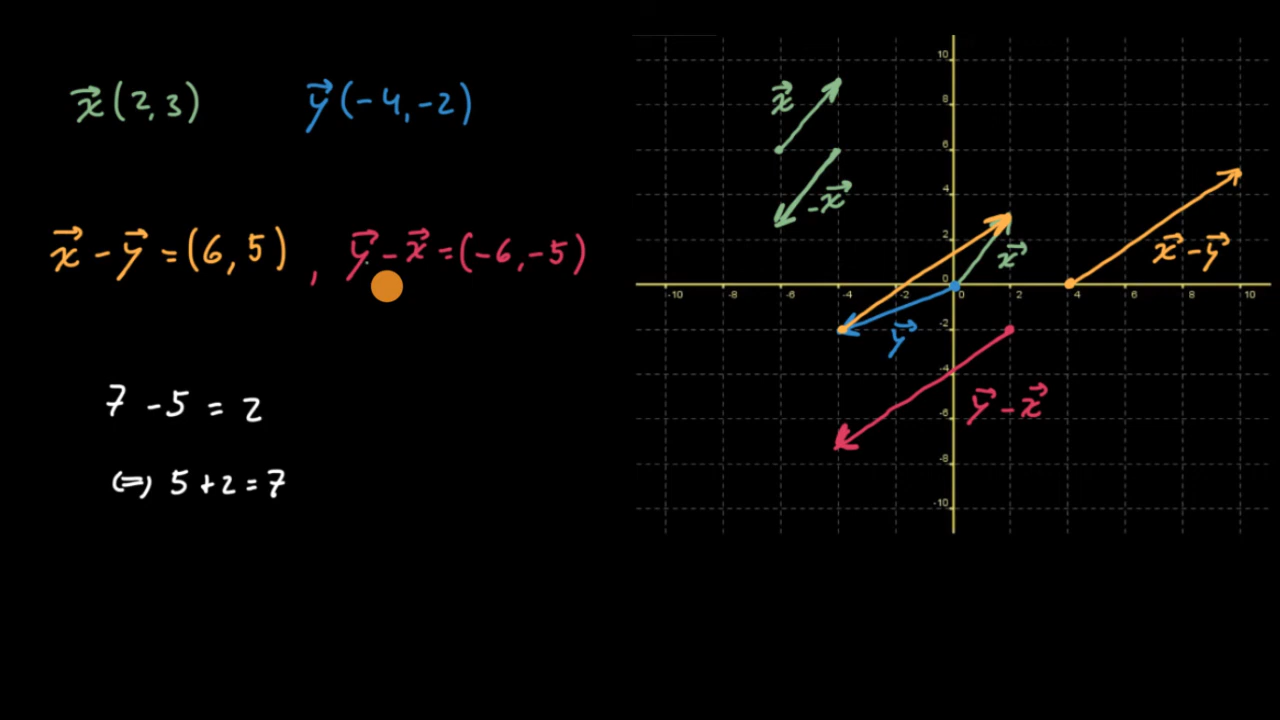 x⃗(2,3) y⃗(-4,-2)
x⃗ - y⃗ = (6,5) , y⃗ - x⃗ = (-6,-5)
7 - 5 = 2
(=) 5 + 2 = 7
10
x⃗
8
6
-x⃗
4
2
x⃗
x⃗ - y⃗
0
-10 -8 -6 -4 -2 0 2 4 6 8 10
-2
y⃗
-4
y⃗ - x⃗
-6
-8
-10